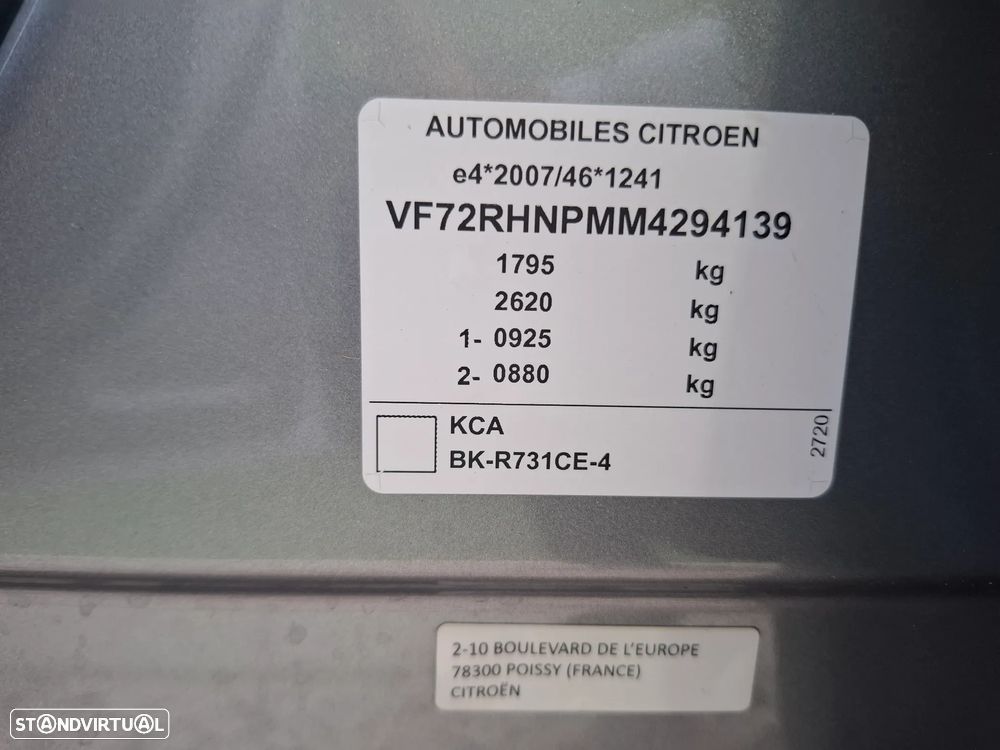 AUTOMOBILES CITROEN
e4*2007/46*1241
VF72RHNPMM4294139
1795 kg
2620 kg
1- 0925 kg
2- 0880 kg
KCA
BK-R731CE-4
2720
2-10 BOULEVARD DE L'EUROPE
78300 POISSY (FRANCE)
CITROËN
STANDVIRTUAL